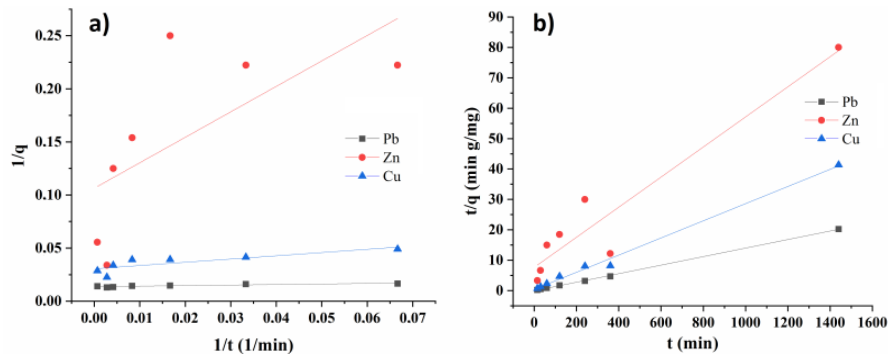 a)
0.25
0.20
0.15
0.10
0.05
0.00
1/q
Pb
Zn
Cu
0.00 0.01 0.02 0.03 0.04 0.05 0.06 0.07
1/t (1/min)
b)
90
80
70
60
50
40
30
20
10
0
t/q (min g/mg)
Pb
Zn
Cu
0 200 400 600 800 1000 1200 1400 1600
t (min)